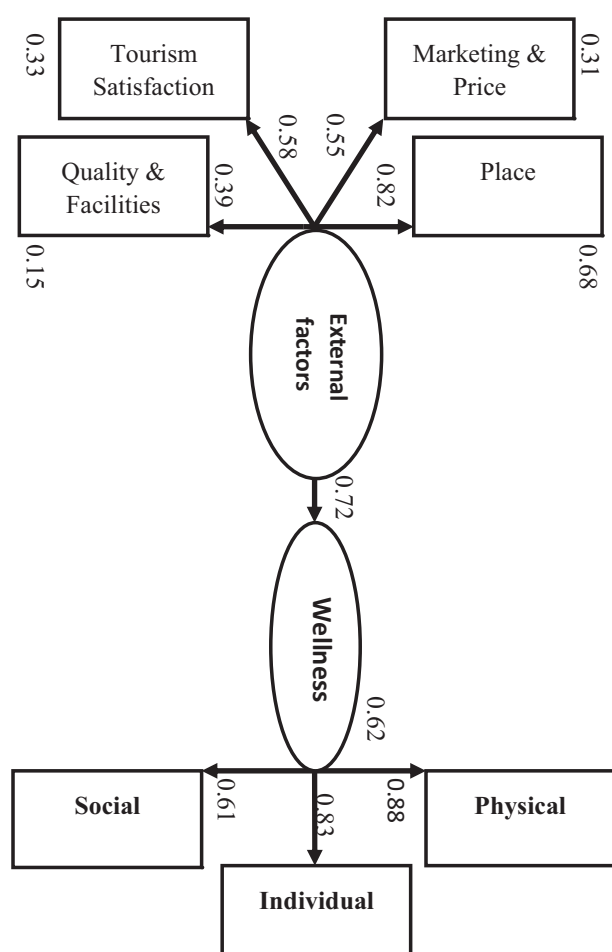 0.33
Tourism
Satisfaction
Marketing &
Price
0.31
0.58
0.55
Quality &
Facilities
0.39
0.82
Place
0.15
0.68
External
factors
0.72
Wellness
0.62
Social
0.61
0.83
0.88
Physical
Individual